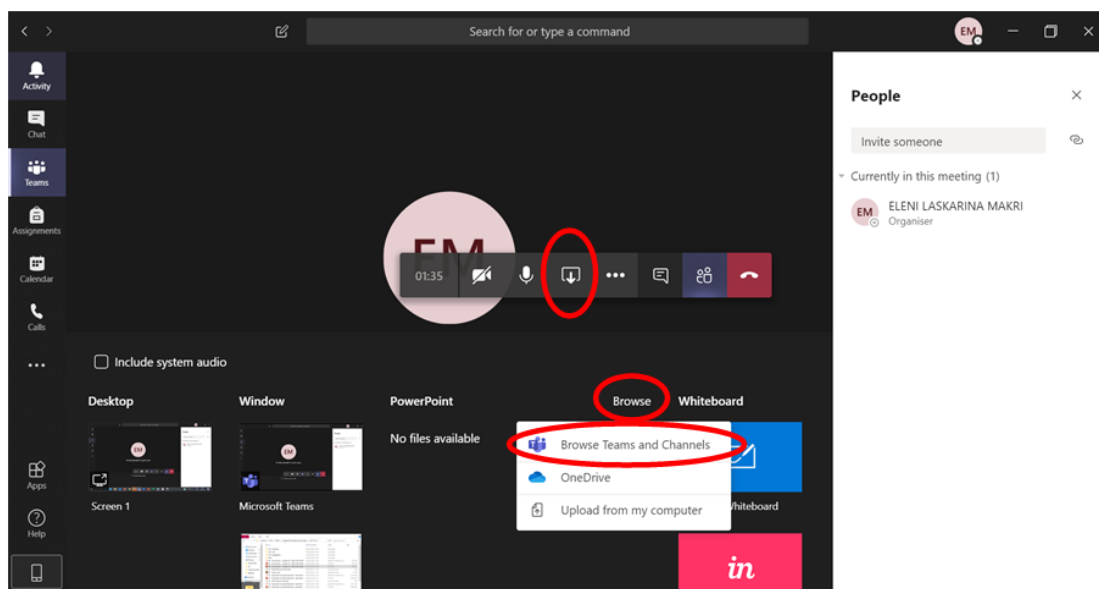 Search for or type a command
EM
Activity
Chat
Teams
Assignments
Calendar
Calls
Apps
Help
EM
01:35
Include system audio
Desktop
Window
PowerPoint
Browse
Whiteboard
No files available
Browse Teams and Channels
OneDrive
Upload from my computer
Screen 1
Microsoft Teams
Whiteboard
in
People
Invite someone
Currently in this meeting (1)
EM
ELENI LASKARINA MAKRI
Organiser